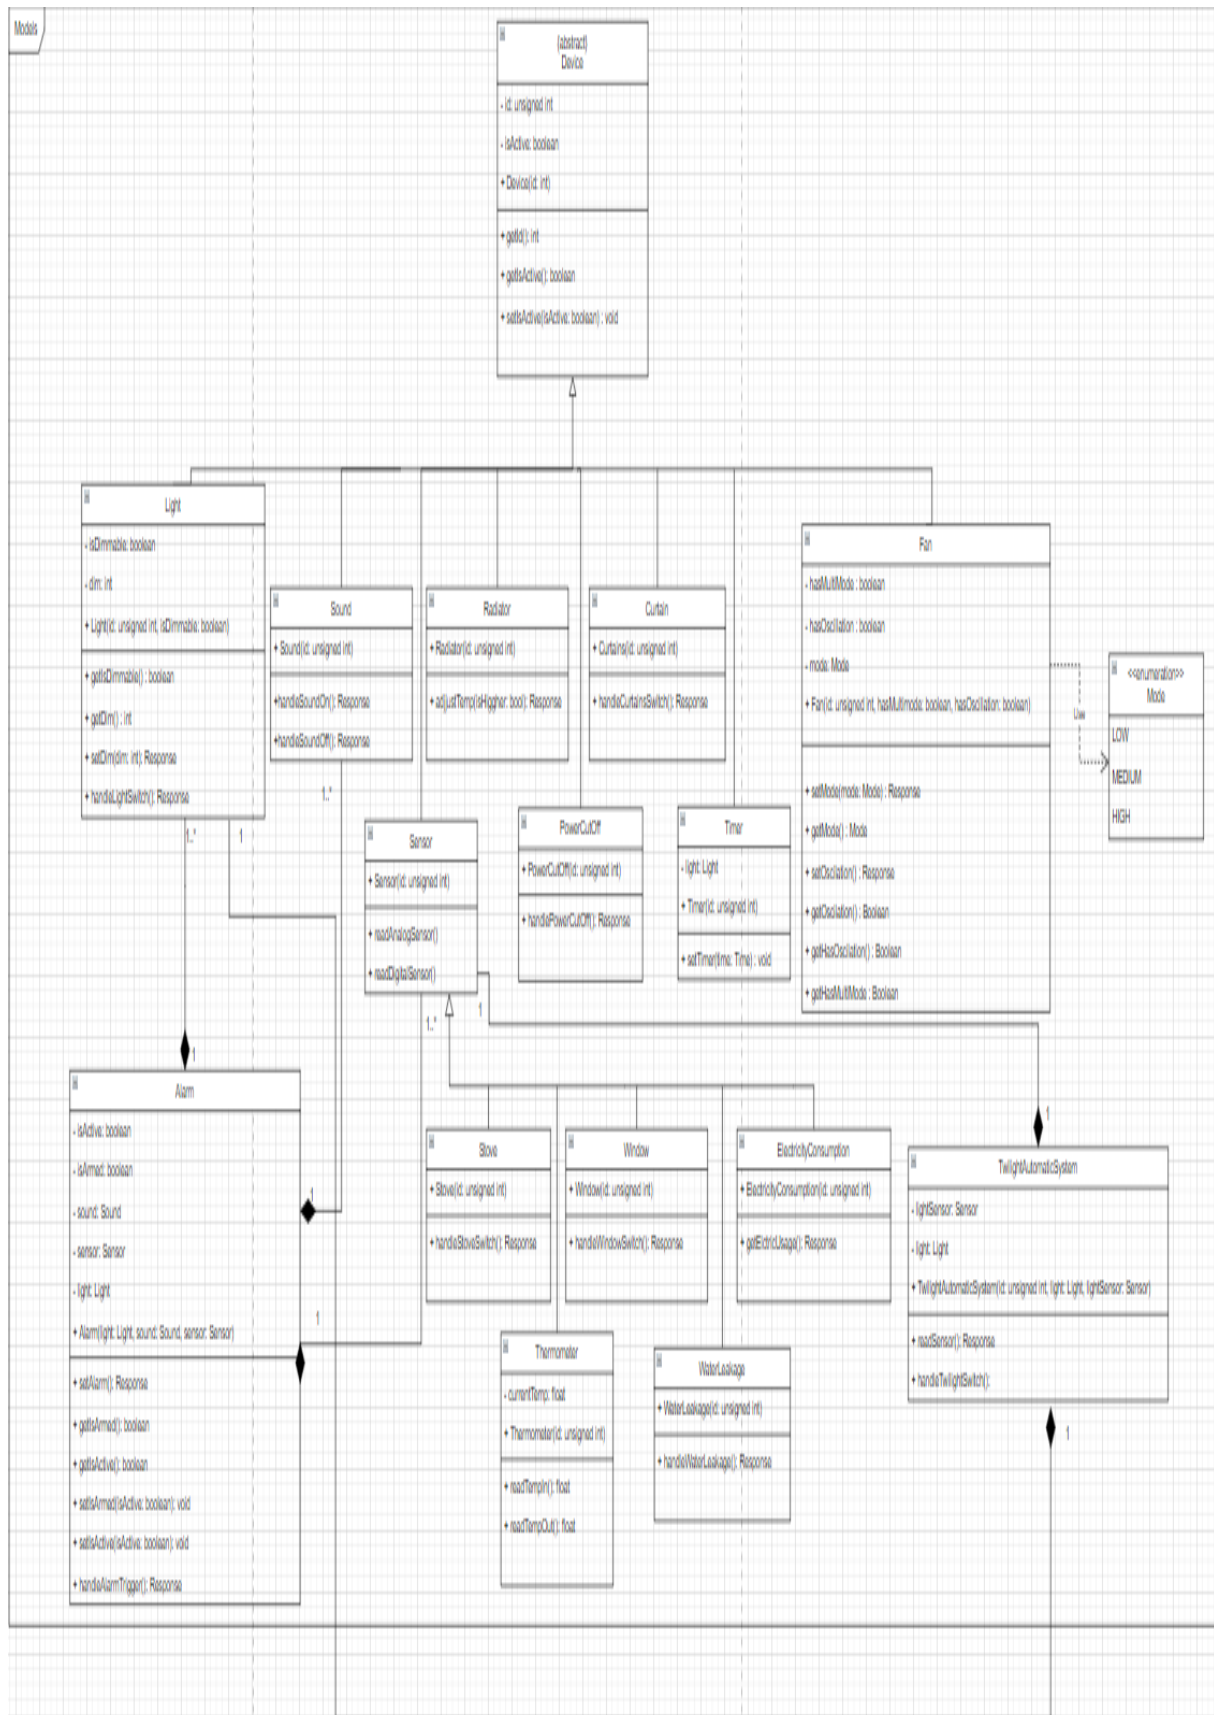 Models
{abstract}
Device
- id: unsigned int
- isActive: boolean
+ Device(id: int)
+ getId(): int
+ getIsActive(): boolean
+ setIsActive(isActive: boolean) : void
Light
- isDimmable: boolean
- dim: int
+ Light(id: unsigned int, isDimmable: boolean)
+ getIsDimmable() : boolean
+ getDim() : int
+ setDim(dim: int): Response
+ handleLightSwitch(): Response
1..*
1
Sound
+ Sound(id: unsigned int)
+handleSoundOn(): Response
+handleSoundOff(): Response
1..*
Radiator
+ Radiator(id: unsigned int)
+ adjustTemp(isHiggher: bool): Response
Curtain
+ Curtains(id: unsigned int)
+ handleCurtainsSwitch(): Response
Fan
- hasMultiMode : boolean
- hasOscillation : boolean
- mode: Mode
+ Fan(id: unsigned int, hasMultimode: boolean, hasOscillation: boolean)
+ setMode(mode: Mode) : Response
+ getMode() : Mode
+ setOscilation() : Response
+ getOscilation() : Boolean
+ getHasOscilation() : Boolean
+ getHasMultiMode : Boolean
Use
<<enumeration>>
Mode
LOW
MEDIUM
HIGH
Sensor
+ Sensor(id: unsigned int)
+ readAnalogSensor()
+ readDigitalSensor()
1..*
1
PowerCutOff
+ PowerCutOff(id: unsigned int)
+ handlePowerCutOff(): Response
Timer
- light: Light
+ Timer(id: unsigned int)
+ setTimer(time: Time) : void
1
Alarm
- isActive: boolean
- isArmed: boolean
- sound: Sound
- sensor: Sensor
- light: Light
+ Alarm(light: Light, sound: Sound, sensor: Sensor)
+ setAlarm(): Response
+ getIsArmed(): boolean
+ getIsActive(): boolean
+ setIsArmed(isActive: boolean): void
+ setIsActive(isActive: boolean): void
+ handleAlarmTrigger(): Response
1
1
Stove
+ Stove(id: unsigned int)
+ handleStoveSwitch(): Response
Window
+ Window(id: unsigned int)
+ handleWindowSwitch(): Response
ElectricityConsumption
+ ElectricityConsumption(id: unsigned int)
+ getElctricUsage(): Response
1
TwilightAutomaticSystem
- lightSensor: Sensor
- light: Light
+ TwilightAutomaticSystem(id: unsigned int, light: Light, lightSensor: Sensor)
+ readSensor(): Response
+ handleTwilightSwitch():
1
Thermometer
- currentTemp: float
+ Thermometer(id: unsigned int)
+ readTempIn(): float
+ readTempOut(): float
WaterLeakage
+ WaterLeakage(id: unsigned int)
+ handleWaterLeakage(): Response